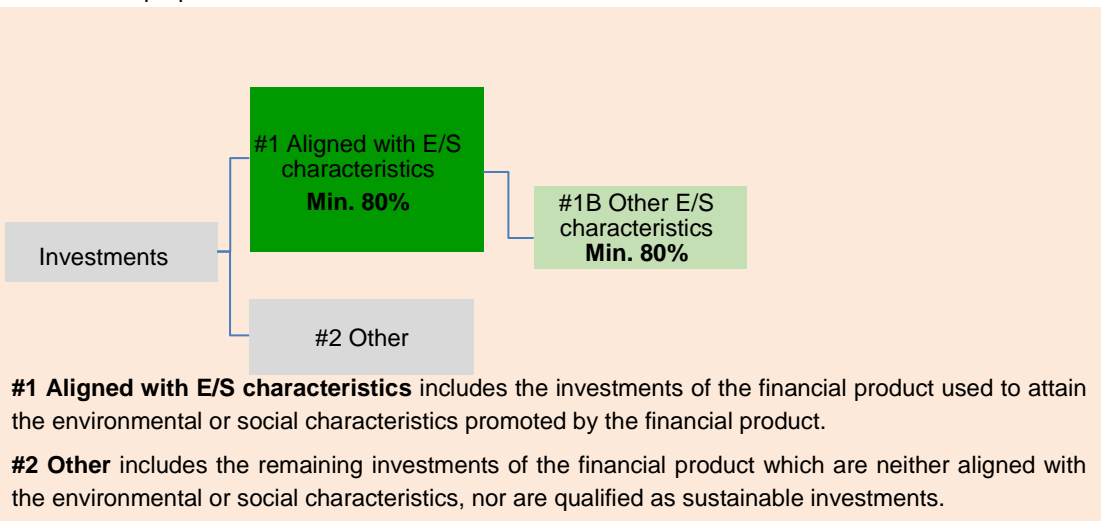 #1 Aligned with E/S
characteristics
Min. 80%
#1B Other E/S
characteristics
Min. 80%
Investments
#2 Other
#1 Aligned with E/S characteristics includes the investments of the financial product used to attain
the environmental or social characteristics promoted by the financial product.
#2 Other includes the remaining investments of the financial product which are neither aligned with
the environmental or social characteristics, nor are qualified as sustainable investments.